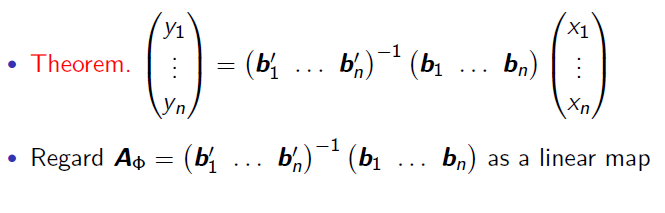 • Theorem. (y₁ ⋮ yₙ) = (b′₁ … b′ₙ)⁻¹ (b₁ … bₙ) (x₁ ⋮ xₙ)
• Regard A_Φ = (b′₁ … b′ₙ)⁻¹ (b₁ … bₙ) as a linear map